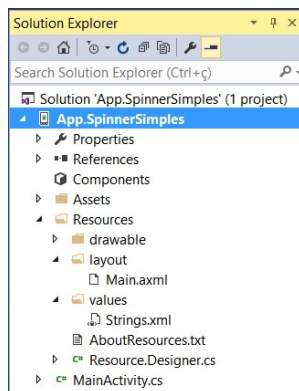 Solution Explorer
Search Solution Explorer (Ctrl+ç)
Solution 'App.SpinnerSimples' (1 project)
App.SpinnerSimples
Properties
References
Components
Assets
Resources
drawable
layout
Main.axml
values
Strings.xml
AboutResources.txt
C# Resource.Designer.cs
C# MainActivity.cs